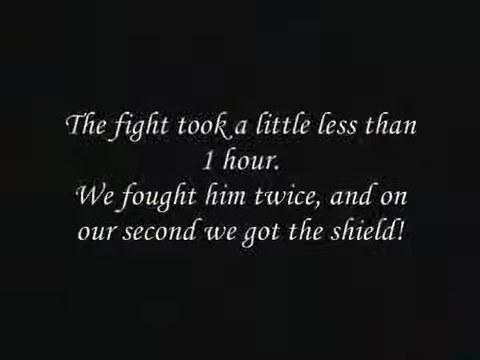 The fight took a little less than
1 hour.
We fought him twice, and on
our second we got the shield!